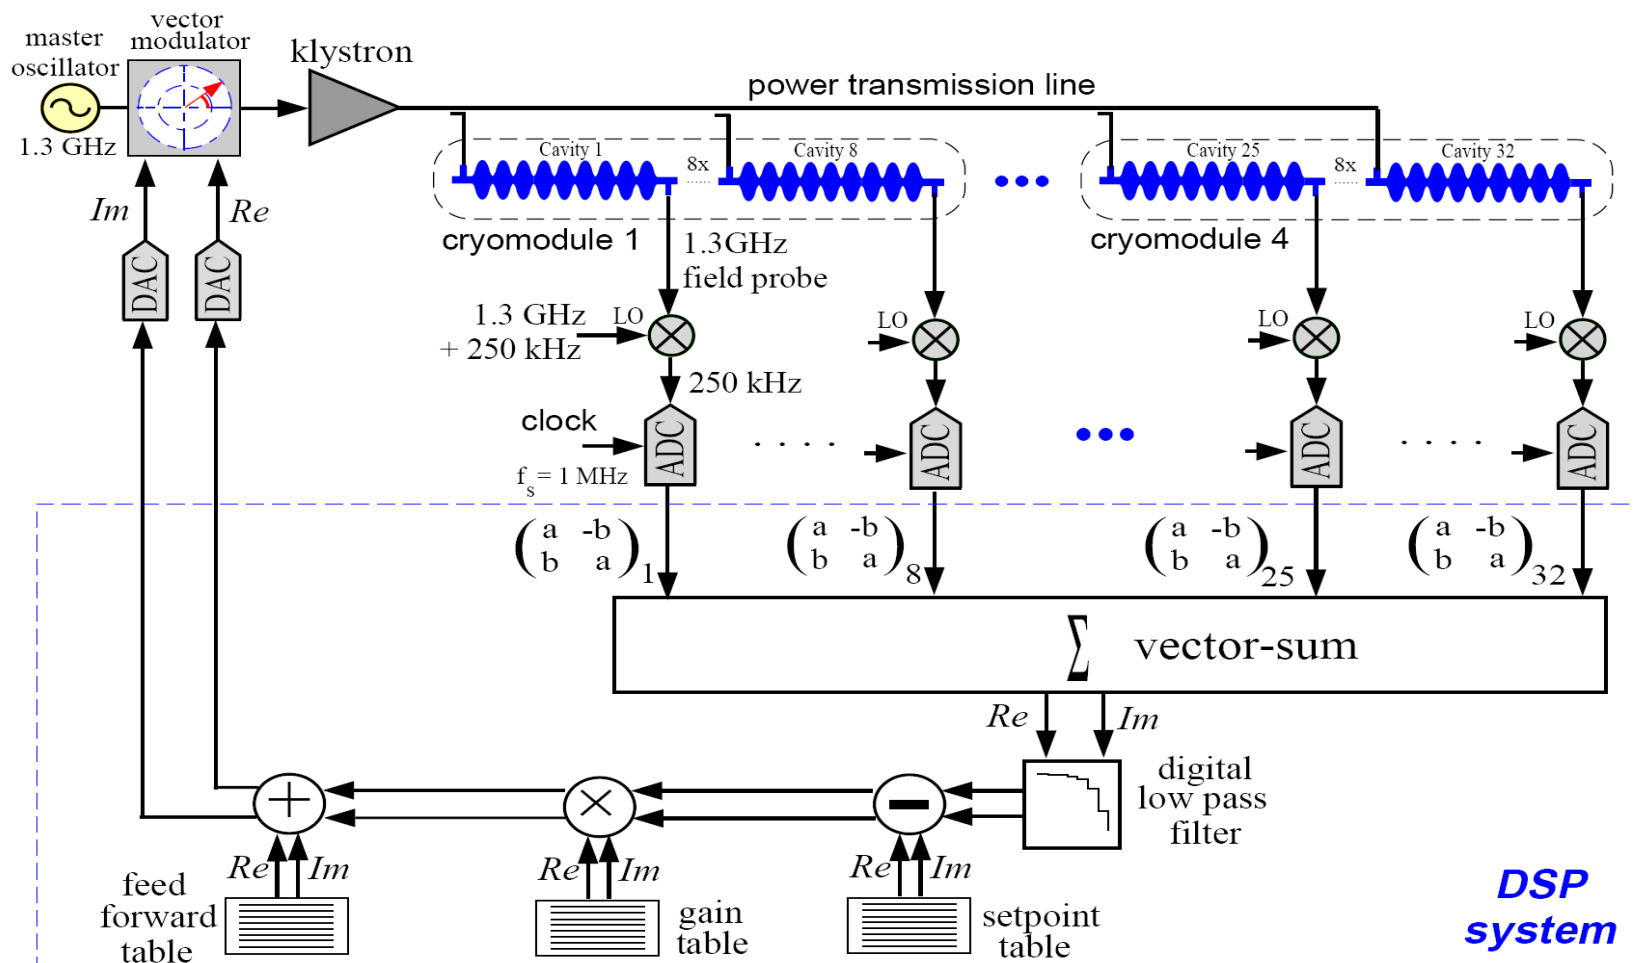 master
oscillator
1.3 GHz
vector
modulator
klystron
power transmission line
Cavity 1
8x
Cavity 8
Cavity 25
8x
Cavity 32
cryomodule 1
cryomodule 4
Im
Re
DAC
DAC
1.3GHz
field probe
1.3 GHz
+ 250 kHz
LO
LO
LO
LO
250 kHz
clock
f_s = 1 MHz
ADC
ADC
ADC
ADC
(a -b
b a)1
(a -b
b a)8
(a -b
b a)25
(a -b
b a)32
Σ vector-sum
Re
Im
digital
low pass
filter
+
×
−
Re Im
Re Im
Re Im
feed
forward
table
gain
table
setpoint
table
DSP
system